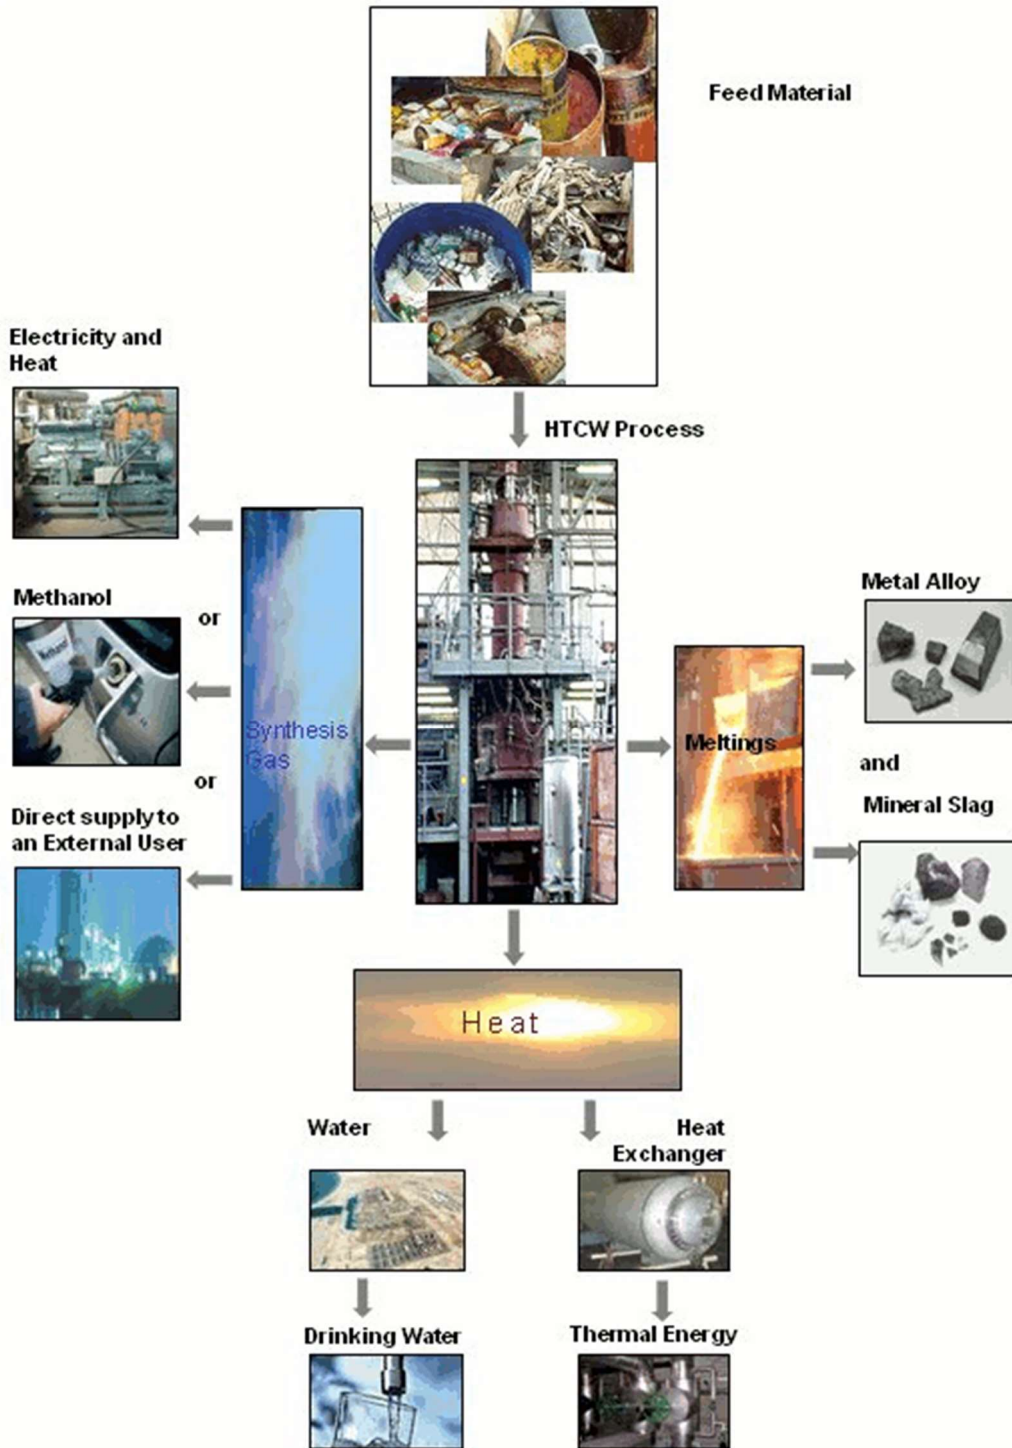 Feed Material
Electricity and
Heat
HTCW Process
Methanol
or
Methanol
Synthesis
Gas
or
Direct supply to
an External User
Meltings
Metal Alloy
and
Mineral Slag
Heat
Water
Heat
Exchanger
Drinking Water
Thermal Energy